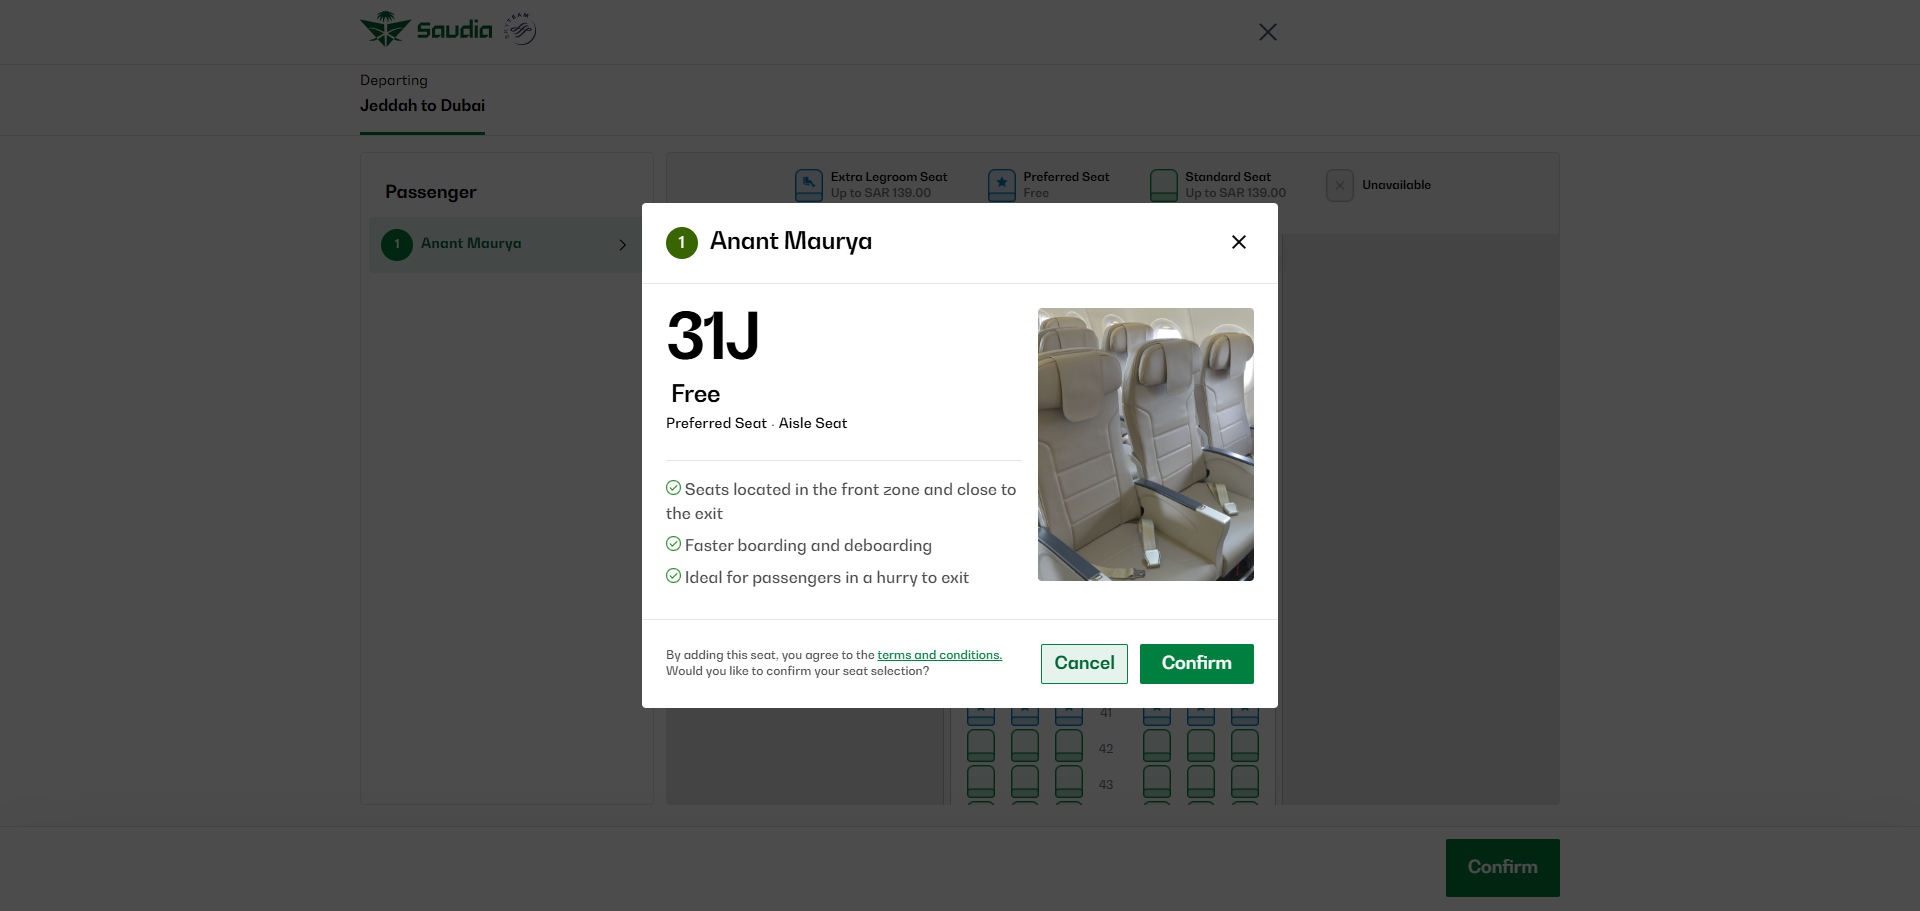 Saudia
SKYTEAM
Departing
Jeddah to Dubai
Passenger
1 Anant Maurya
Extra Legroom Seat
Up to SAR 139.00
Preferred Seat
Free
Standard Seat
Up to SAR 139.00
Unavailable
1 Anant Maurya
31J
Free
Preferred Seat · Aisle Seat
Seats located in the front zone and close to
the exit
Faster boarding and deboarding
Ideal for passengers in a hurry to exit
By adding this seat, you agree to the terms and conditions.
Would you like to confirm your seat selection?
Cancel
Confirm
41
42
43
Confirm